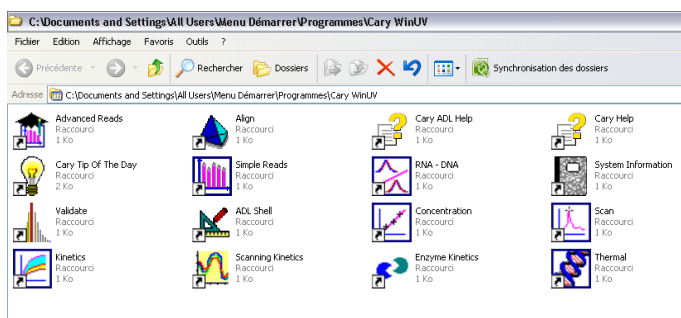 C:\Documents and Settings\All Users\Menu Démarrer\Programmes\Cary WinUV
Fichier Edition Affichage Favoris Outils ?
Précédente Rechercher Dossiers Synchronisation des dossiers
Adresse C:\Documents and Settings\All Users\Menu Démarrer\Programmes\Cary WinUV
Advanced Reads
Raccourci
1 Ko
Align
Raccourci
1 Ko
Cary ADL Help
Raccourci
1 Ko
Cary Help
Raccourci
1 Ko
Cary Tip Of The Day
Raccourci
2 Ko
Simple Reads
Raccourci
1 Ko
RNA - DNA
Raccourci
1 Ko
System Information
Raccourci
1 Ko
Validate
Raccourci
1 Ko
ADL Shell
Raccourci
1 Ko
Concentration
Raccourci
1 Ko
Scan
Raccourci
1 Ko
Kinetics
Raccourci
1 Ko
Scanning Kinetics
Raccourci
1 Ko
Enzyme Kinetics
Raccourci
1 Ko
Thermal
Raccourci
1 Ko